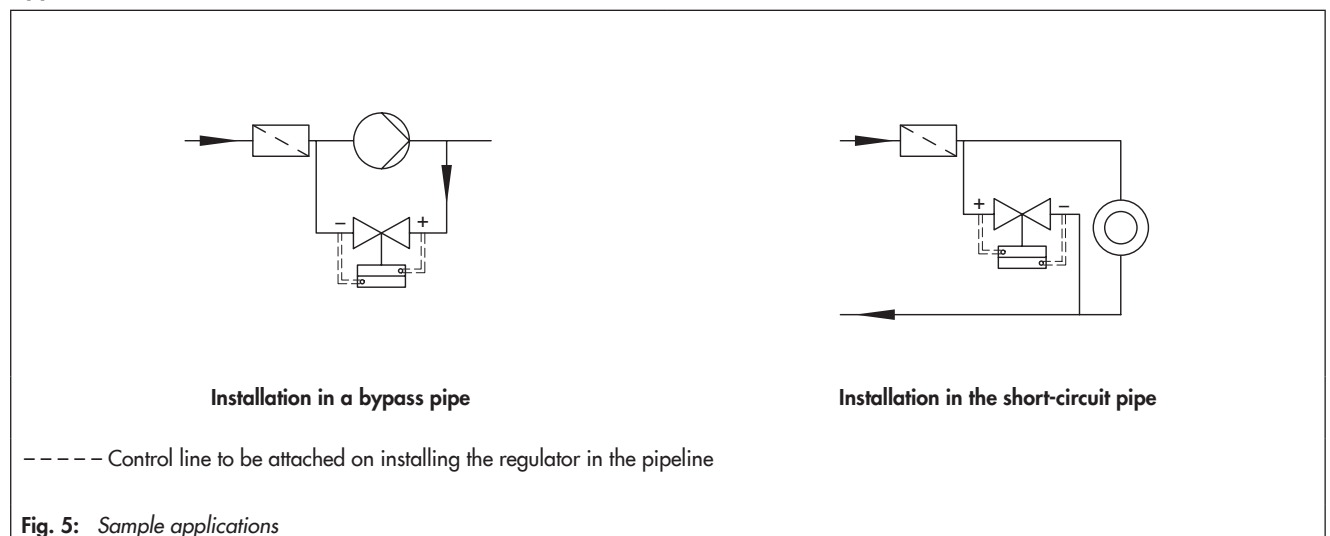 − +
+ −
Installation in a bypass pipe
Installation in the short-circuit pipe
– – – – – Control line to be attached on installing the regulator in the pipeline
Fig. 5: Sample applications